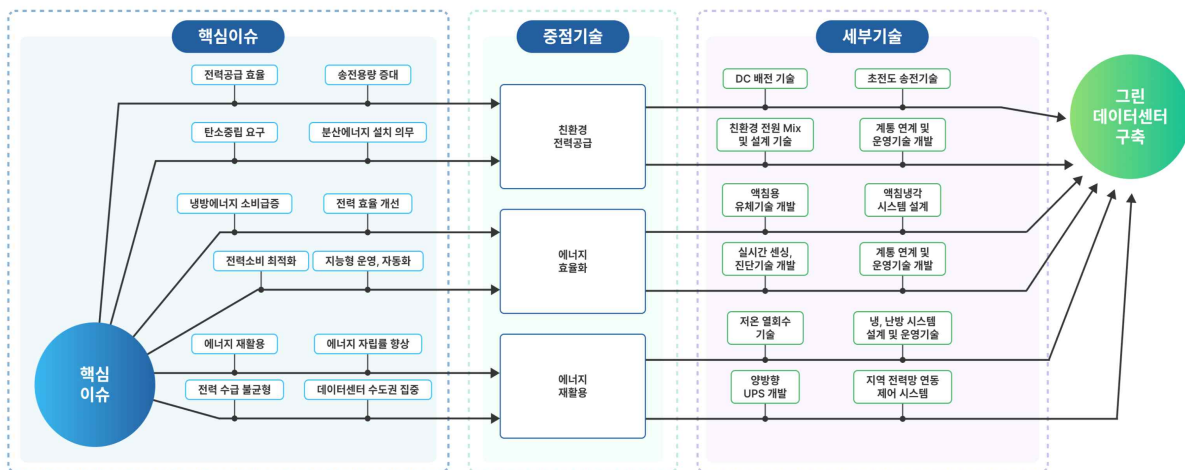 핵심이슈
중점기술
세부기술
전력공급 효율
송전용량 증대
탄소중립 요구
분산에너지 설치 의무
냉방에너지 소비급증
전력 효율 개선
전력소비 최적화
지능형 운영, 자동화
에너지 재활용
에너지 자립률 향상
전력 수급 불균형
데이터센터 수도권 집중
핵심
이슈
친환경
전력공급
에너지
효율화
에너지
재활용
DC 배전 기술
초전도 송전기술
친환경 전원 Mix
및 설계 기술
계통 연계 및
운영기술 개발
액침용
유체기술 개발
액침냉각
시스템 설계
실시간 센싱,
진단기술 개발
계통 연계 및
운영기술 개발
저온 열회수
기술
냉, 난방 시스템
설계 및 운영기술
양방향
UPS 개발
지역 전력망 연동
제어 시스템
그린
데이터센터
구축